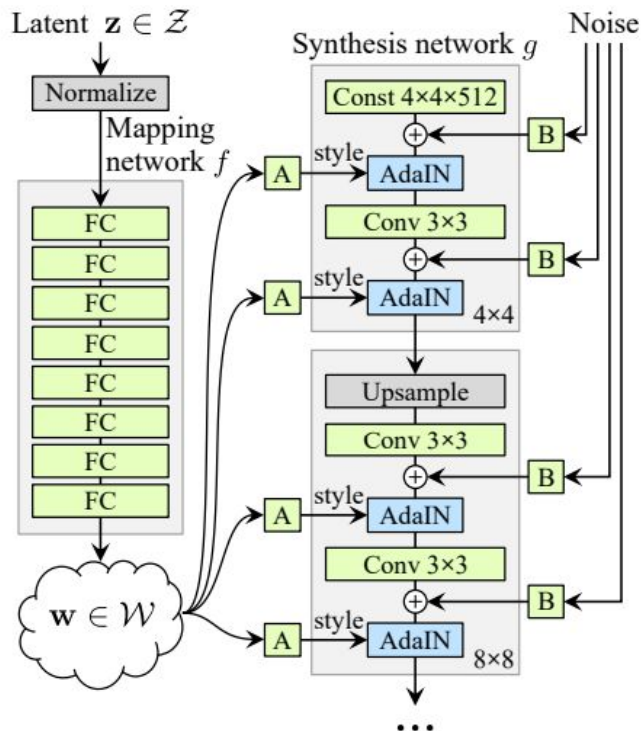 Latent z ∈ 𝒵
Normalize
Mapping
network f
FC
FC
FC
FC
FC
FC
FC
FC
w ∈ 𝒲
Synthesis network g
Noise
Const 4×4×512
B
style
A
AdaIN
Conv 3×3
B
style
A
AdaIN
4×4
Upsample
Conv 3×3
B
style
A
AdaIN
Conv 3×3
B
style
A
AdaIN
8×8
...